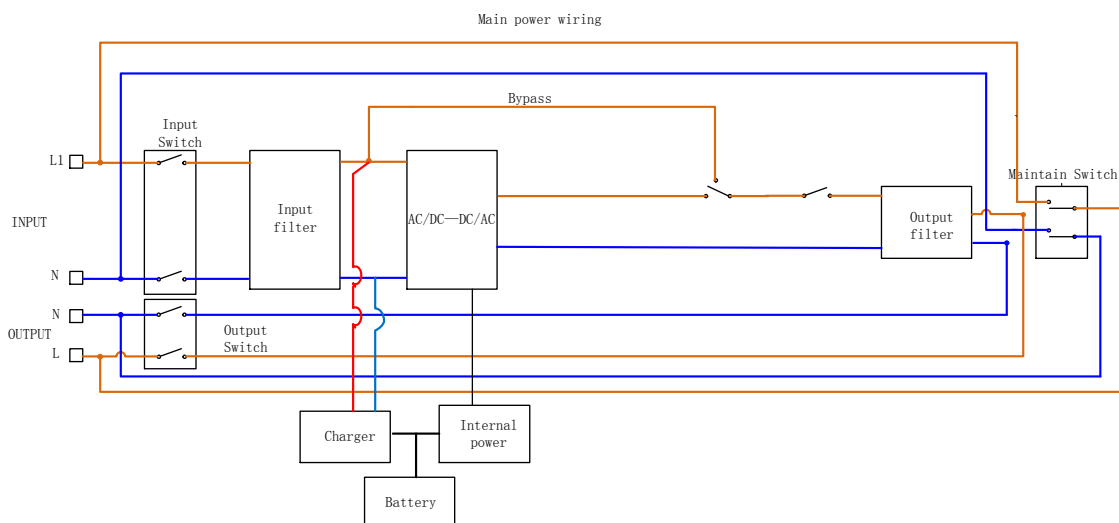 Main power wiring
Bypass
Input
Switch
L1
Maintain Switch
INPUT
Input
filter
AC/DC—DC/AC
Output
filter
N
N
OUTPUT
Output
Switch
L
Charger
Internal
power
Battery